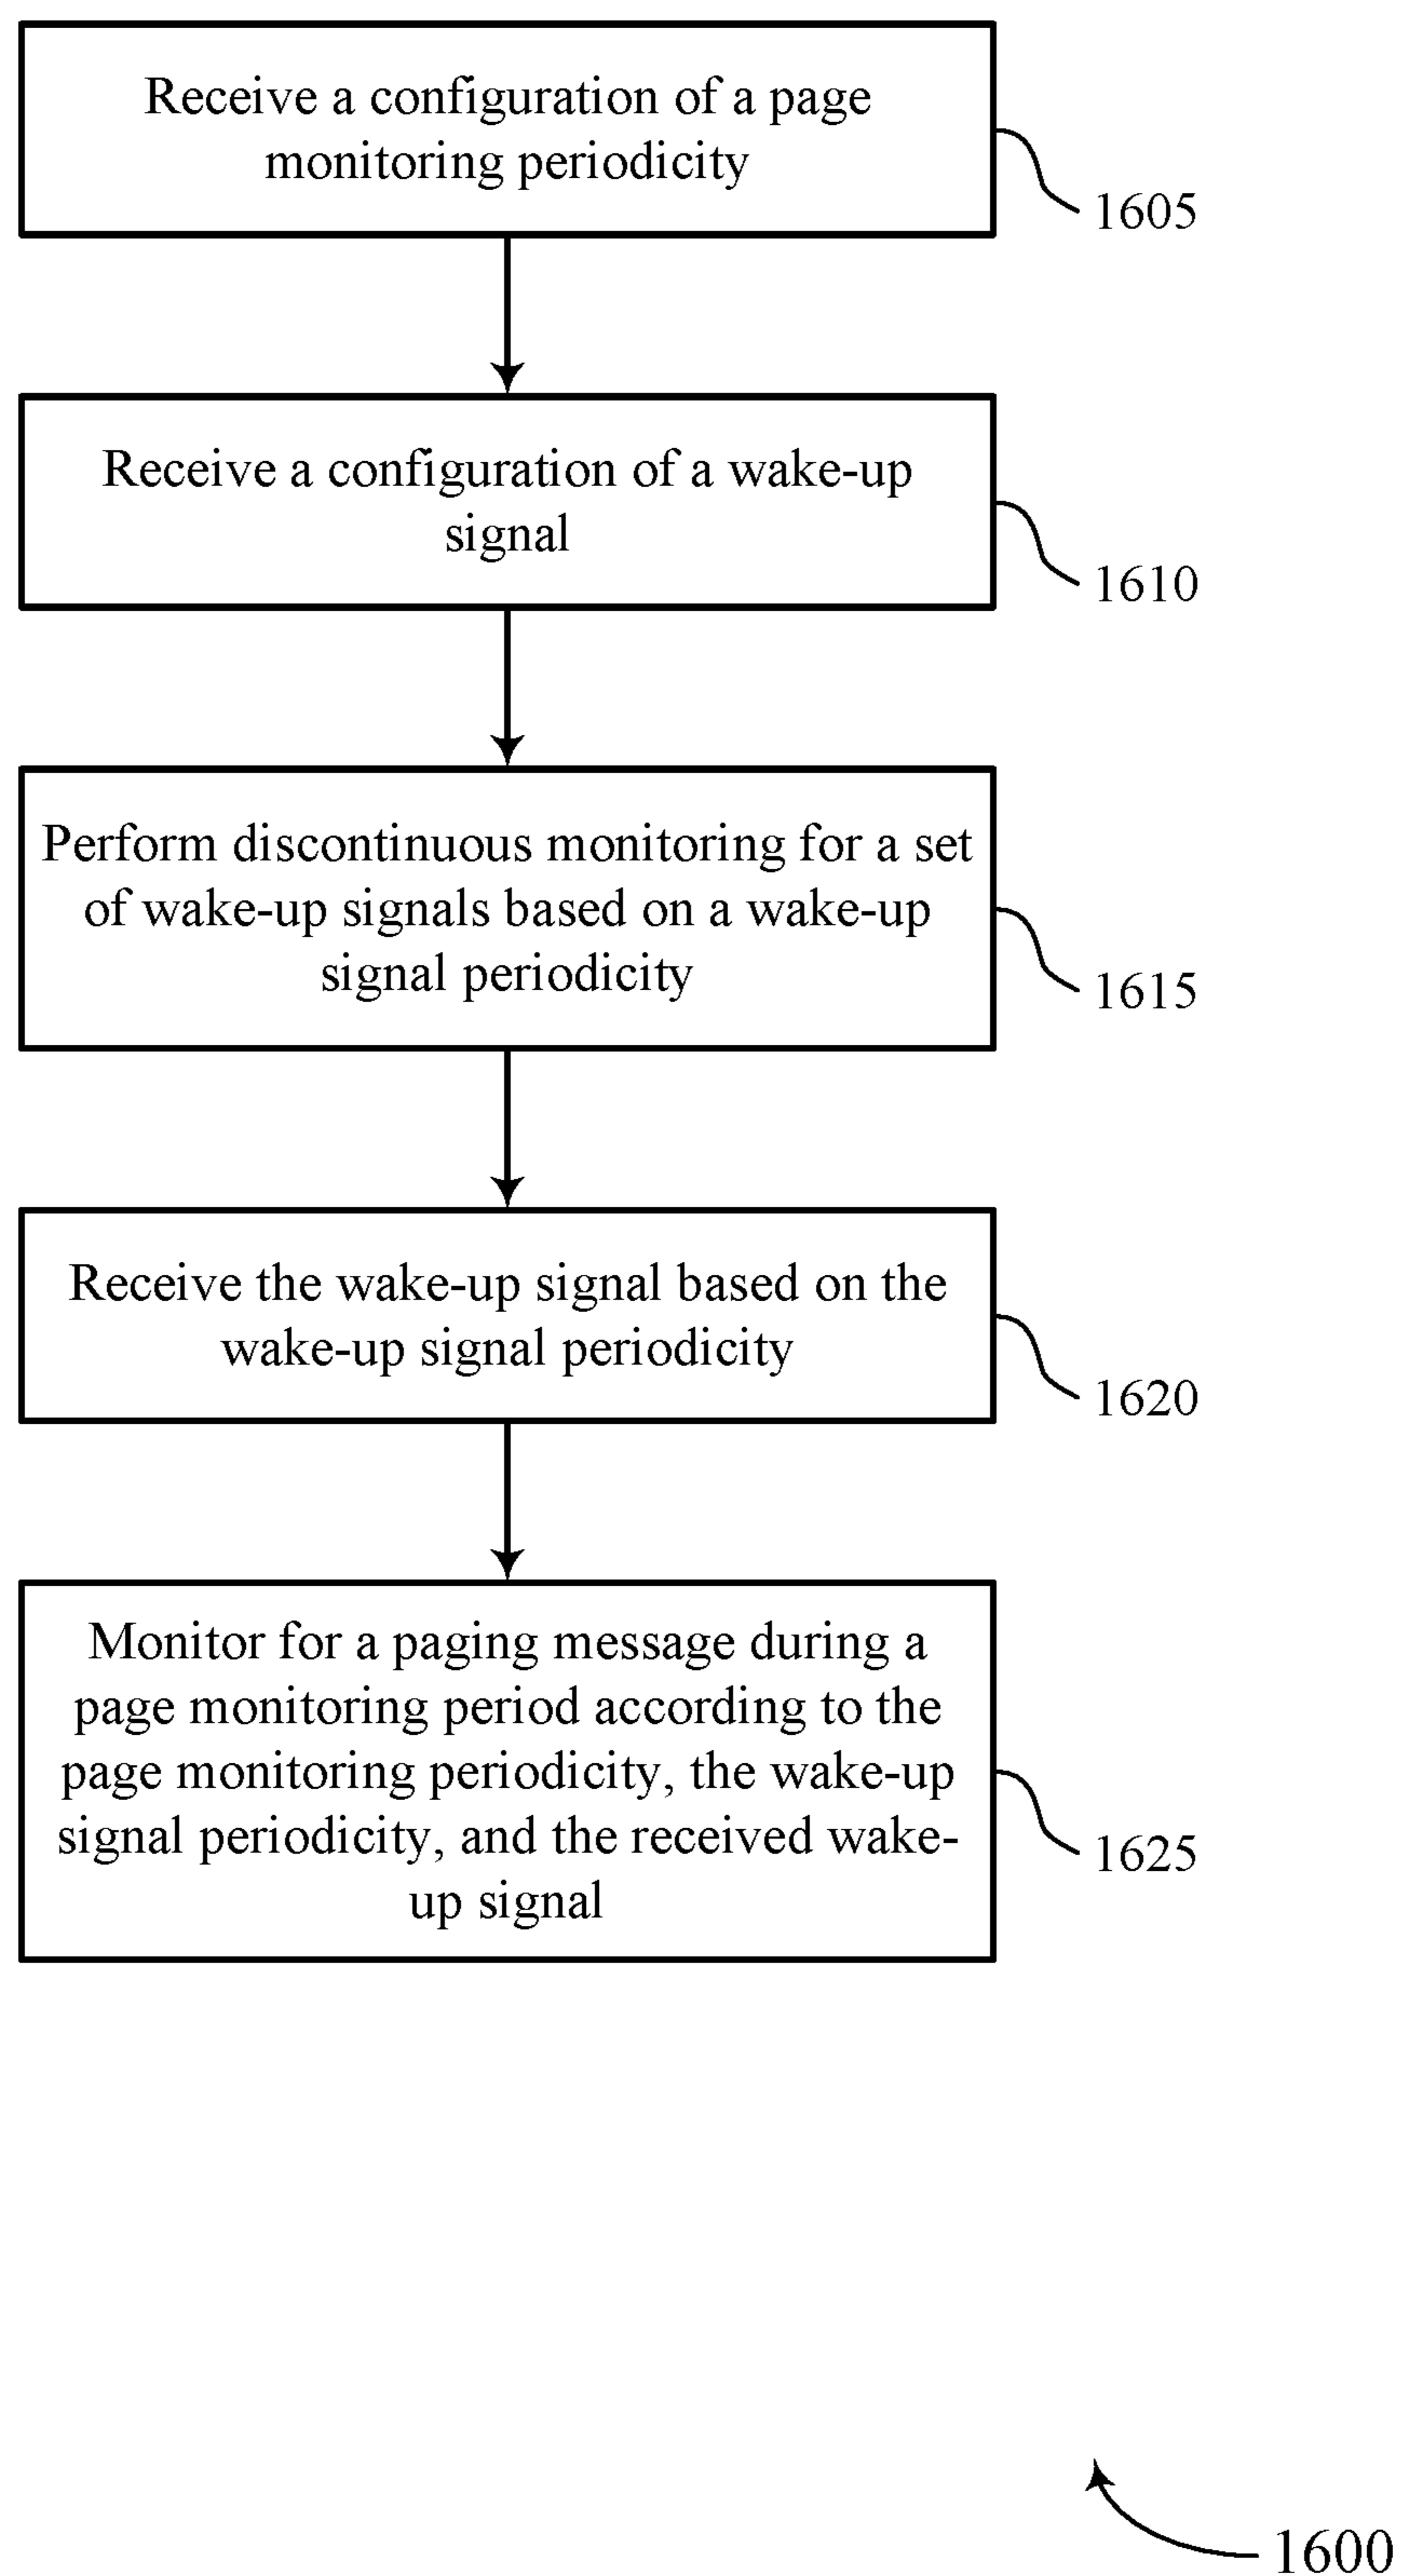 Receive a configuration of a page
monitoring periodicity
1605
Receive a configuration of a wake-up
signal
1610
Perform discontinuous monitoring for a set
of wake-up signals based on a wake-up
signal periodicity
1615
Receive the wake-up signal based on the
wake-up signal periodicity
1620
Monitor for a paging message during a
page monitoring period according to the
page monitoring periodicity, the wake-up
signal periodicity, and the received wake-
up signal
1625
1600